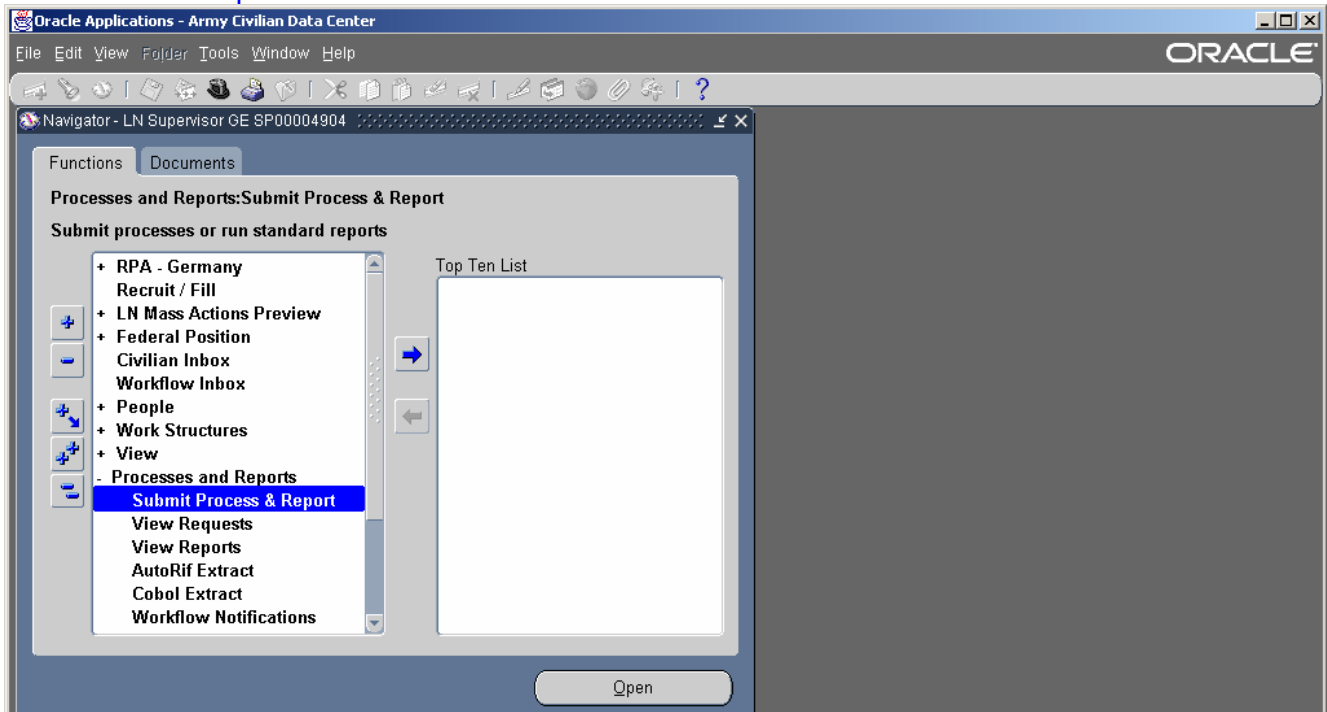 Oracle Applications - Army Civilian Data Center
File Edit View Folder Tools Window Help
ORACLE
Navigator - LN Supervisor GE SP00004904
Functions Documents
Processes and Reports:Submit Process & Report
Submit processes or run standard reports
+ RPA - Germany
Recruit / Fill
+ LN Mass Actions Preview
+ Federal Position
Civilian Inbox
Workflow Inbox
+ People
+ Work Structures
+ View
- Processes and Reports
Submit Process & Report
View Requests
View Reports
AutoRif Extract
Cobol Extract
Workflow Notifications
Top Ten List
Open